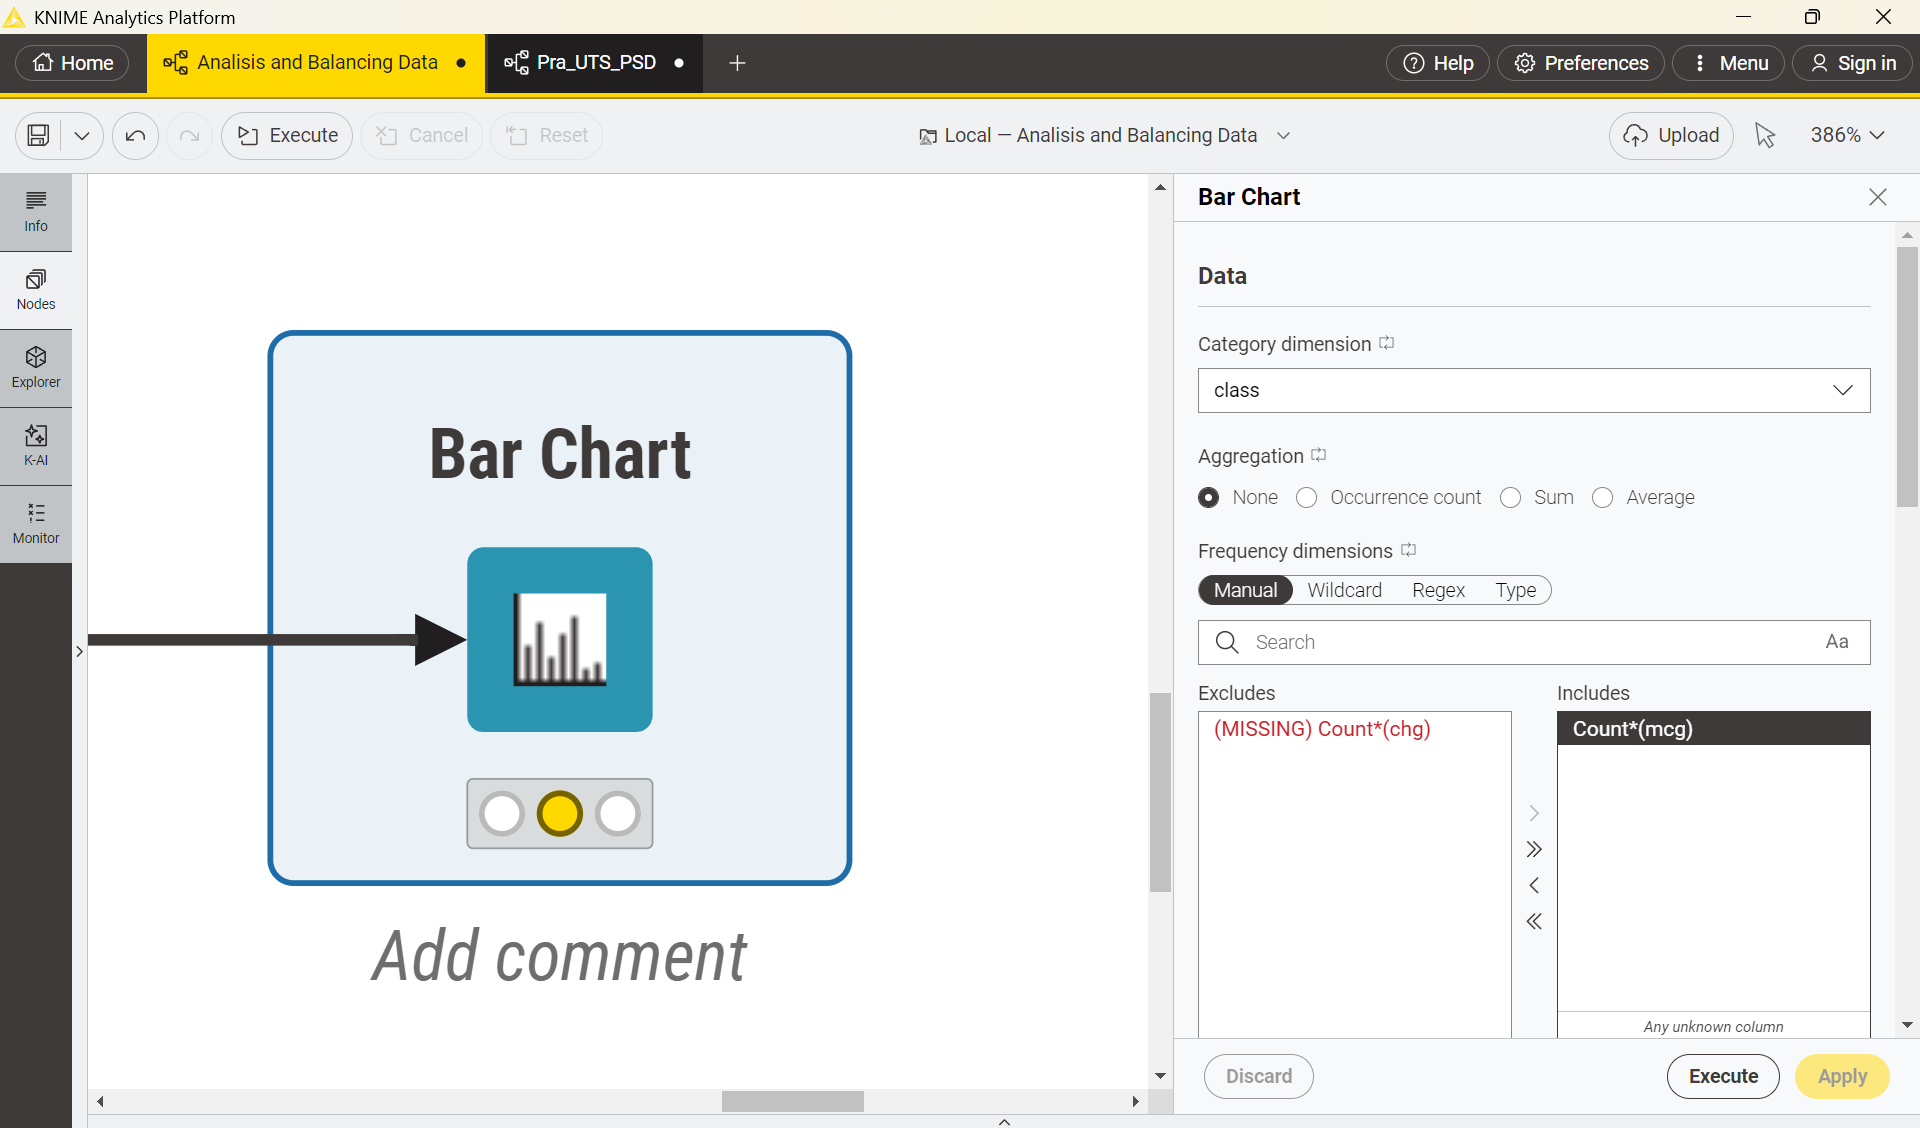 KNIME Analytics Platform
Home
Analisis and Balancing Data
Pra_UTS_PSD
Help
Preferences
Menu
Sign in
Execute
Cancel
Reset
Local — Analisis and Balancing Data
Upload
386%
Info
Nodes
Explorer
K-AI
Monitor
Bar Chart
Add comment
Bar Chart
Data
Category dimension
class
Aggregation
None Occurrence count Sum Average
Frequency dimensions
Manual Wildcard Regex Type
Search Aa
Excludes Includes
(MISSING) Count*(chg) Count*(mcg)
Any unknown column
Discard Execute Apply